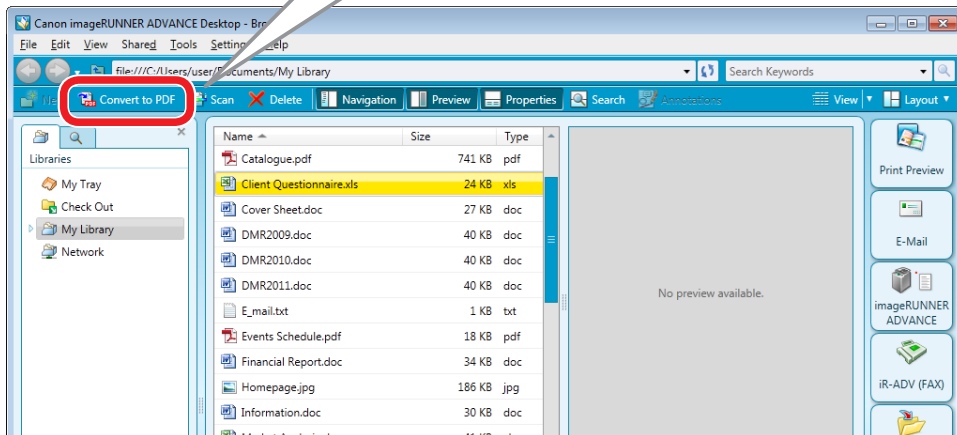 Canon imageRUNNER ADVANCE Desktop - Bro
File Edit View Shared Tools Setting elp
file:///C:/Users/user/Documents/My Library Search Keywords
Convert to PDF Scan Delete Navigation Preview Properties Search Annotations View Layout
Libraries
My Tray
Check Out
My Library
Network
Name Size Type
Catalogue.pdf 741 KB pdf
Client Questionnaire.xls 24 KB xls
Cover Sheet.doc 27 KB doc
DMR2009.doc 40 KB doc
DMR2010.doc 40 KB doc
DMR2011.doc 40 KB doc
E_mail.txt 1 KB txt
Events Schedule.pdf 18 KB pdf
Financial Report.doc 34 KB doc
Homepage.jpg 186 KB jpg
Information.doc 30 KB doc
No preview available.
Print Preview
E-Mail
imageRUNNER
ADVANCE
iR-ADV (FAX)